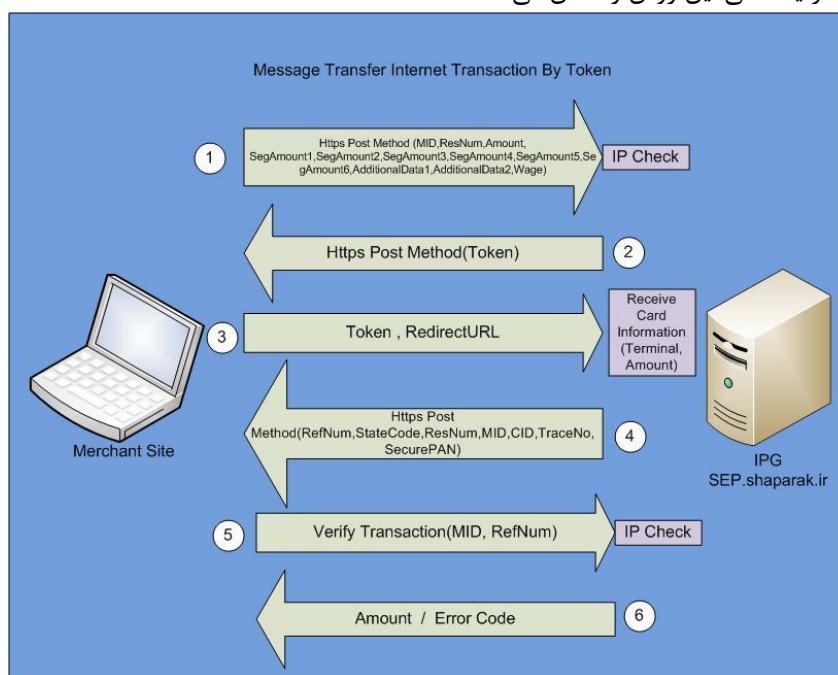 Message Transfer Internet Transaction By Token
1
Https Post Method (MID,ResNum,Amount,
SegAmount1,SegAmount2,SegAmount3,SegAmount4,SegAmount5,Se
gAmount6,AdditionalData1,AdditionalData2,Wage)
IP Check
Https Post Method(Token)
2
3
Token , RedirectURL
Receive
Card
Information
(Terminal,
Amount)
Https Post
Method(RefNum,StateCode,ResNum,MID,CID,TraceNo,
SecurePAN)
4
Merchant Site
IPG
SEP.shaparak.ir
5
Verify Transaction(MID, RefNum)
IP Check
Amount / Error Code
6